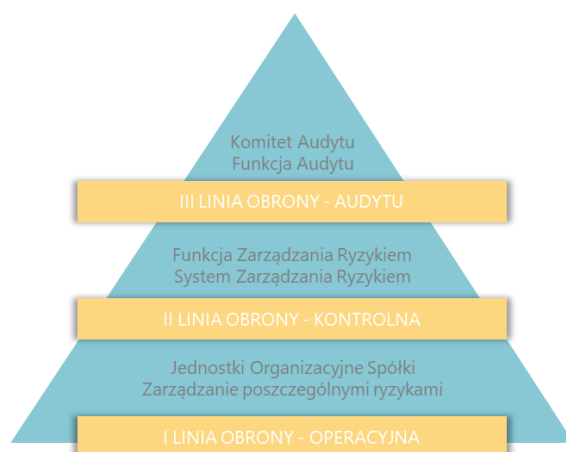 Komitet Audytu
Funkcja Audytu
III LINIA OBRONY - AUDYTU
Funkcja Zarządzania Ryzykiem
System Zarządzania Ryzykiem
II LINIA OBRONY - KONTROLNA
Jednostki Organizacyjne Spółki
Zarządzanie poszczególnymi ryzykami
I LINIA OBRONY - OPERACYJNA